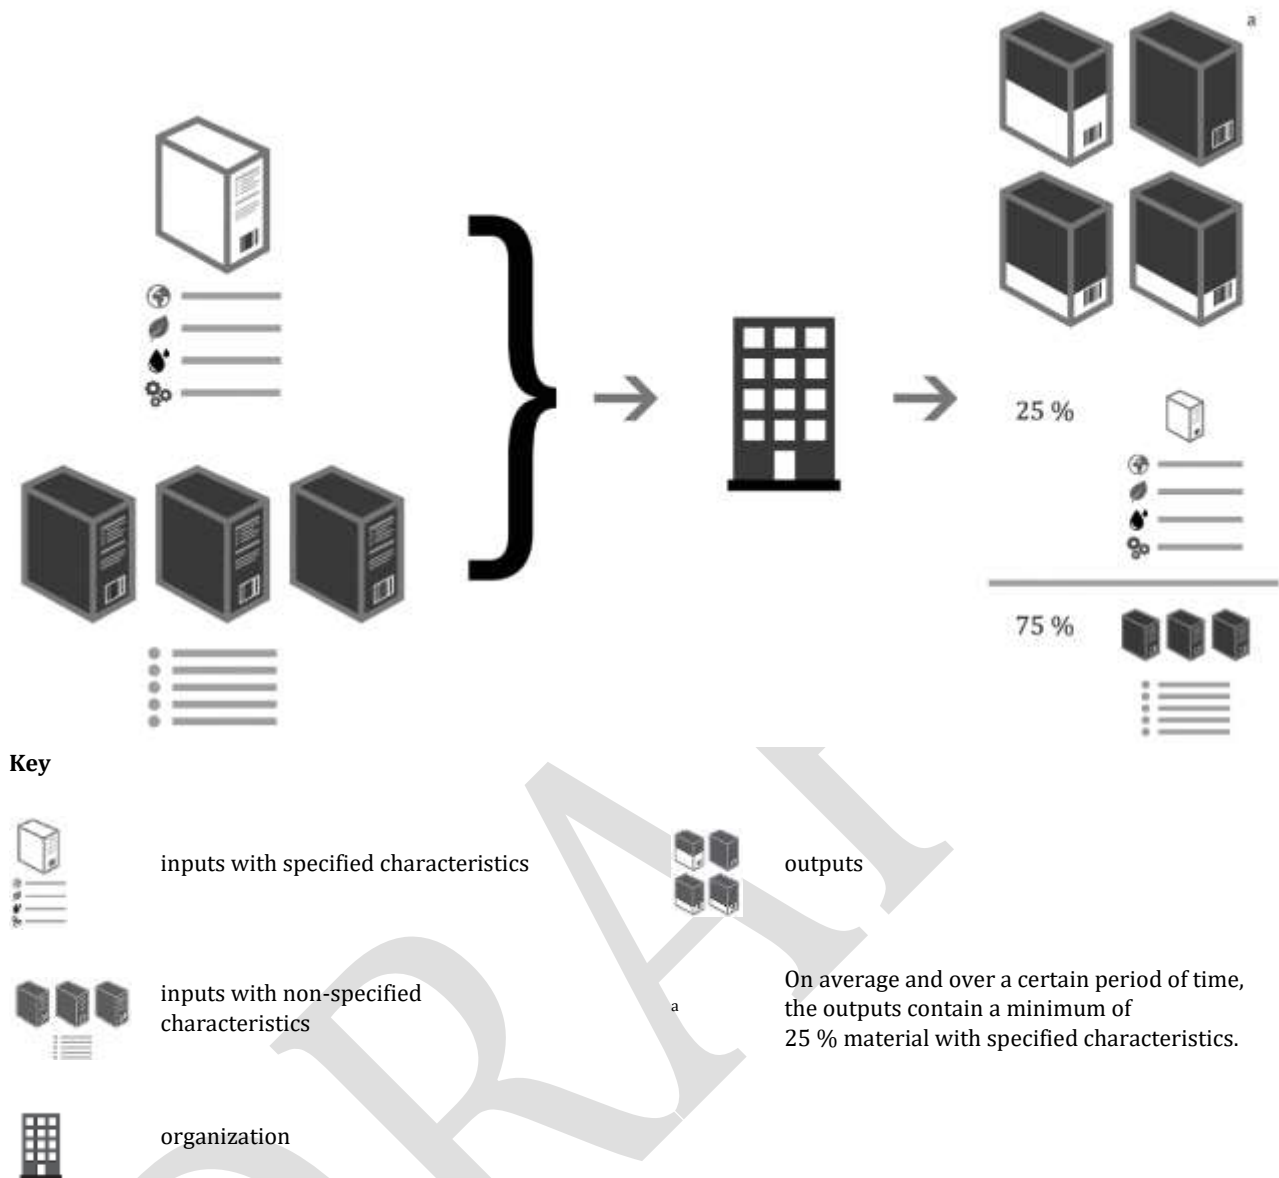 a
25 %
75 %
Key
inputs with specified characteristics
outputs
inputs with non-specified
characteristics
a
On average and over a certain period of time,
the outputs contain a minimum of
25 % material with specified characteristics.
organization